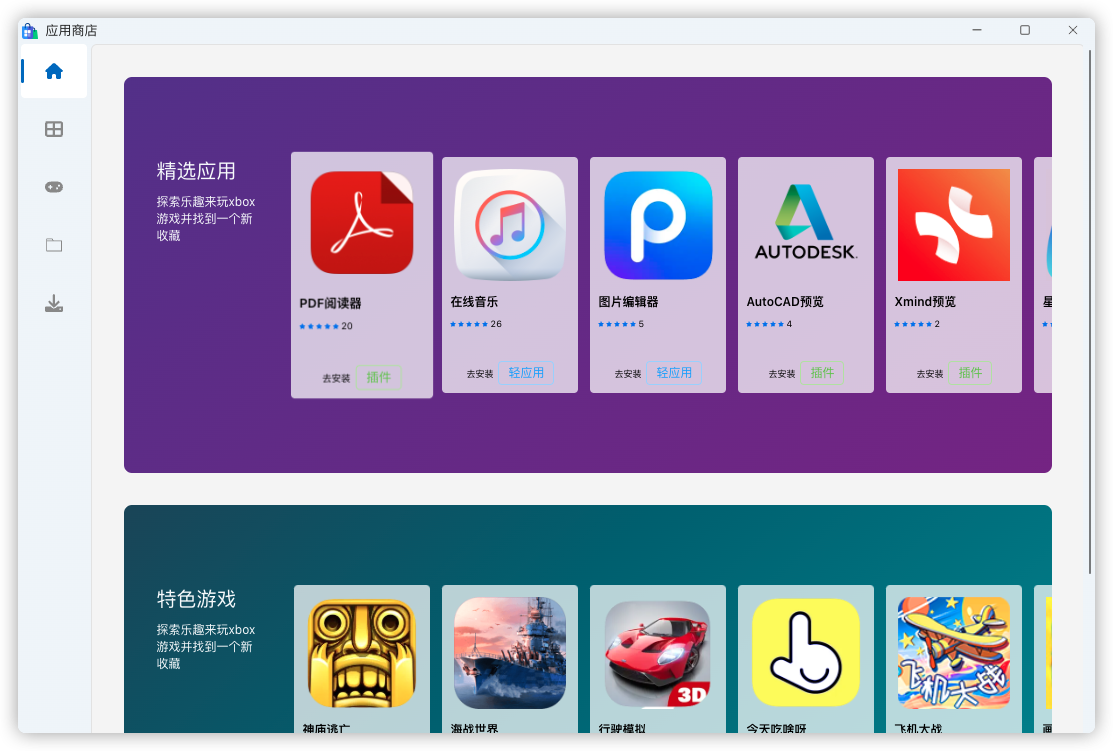 应用商店
精选应用
探索乐趣来玩xbox
游戏并找到一个新
收藏
PDF阅读器
20
去安装 插件
在线音乐
26
去安装 轻应用
图片编辑器
5
去安装 轻应用
AUTODESK.
AutoCAD预览
4
去安装 插件
Xmind预览
2
去安装 插件
星
特色游戏
探索乐趣来玩xbox
游戏并找到一个新
收藏
神庙逃亡
海战世界
3D
行驶模拟
今天吃啥呀
飞机大战
飞机大战
画